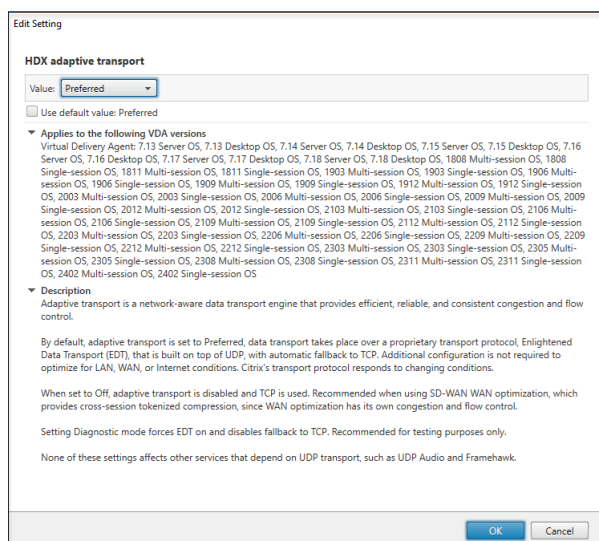 Edit Setting
HDX adaptive transport
Value: Preferred
Use default value: Preferred
Applies to the following VDA versions
Virtual Delivery Agent: 7.13 Server OS, 7.13 Desktop OS, 7.14 Server OS, 7.14 Desktop OS, 7.15 Server OS, 7.15 Desktop OS, 7.16
Server OS, 7.16 Desktop OS, 7.17 Server OS, 7.17 Desktop OS, 7.18 Server OS, 7.18 Desktop OS, 1808 Multi-session OS, 1808
Single-session OS, 1811 Multi-session OS, 1811 Single-session OS, 1903 Multi-session OS, 1903 Single-session OS, 1906 Multi-
session OS, 1906 Single-session OS, 1909 Multi-session OS, 1909 Single-session OS, 1912 Multi-session OS, 1912 Single-session
OS, 2003 Multi-session OS, 2003 Single-session OS, 2006 Multi-session OS, 2006 Single-session OS, 2009 Multi-session OS, 2009
Single-session OS, 2012 Multi-session OS, 2012 Single-session OS, 2103 Multi-session OS, 2103 Single-session OS, 2106 Multi-
session OS, 2106 Single-session OS, 2109 Multi-session OS, 2109 Single-session OS, 2112 Multi-session OS, 2112 Single-session
OS, 2203 Multi-session OS, 2203 Single-session OS, 2206 Multi-session OS, 2206 Single-session OS, 2209 Multi-session OS, 2209
Single-session OS, 2212 Multi-session OS, 2212 Single-session OS, 2303 Multi-session OS, 2303 Single-session OS, 2305 Multi-
session OS, 2305 Single-session OS, 2308 Multi-session OS, 2308 Single-session OS, 2311 Multi-session OS, 2311 Single-session
OS, 2402 Multi-session OS, 2402 Single-session OS
Description
Adaptive transport is a network-aware data transport engine that provides efficient, reliable, and consistent congestion and flow
control.
By default, adaptive transport is set to Preferred, data transport takes place over a proprietary transport protocol, Enlightened
Data Transport (EDT), that is built on top of UDP, with automatic fallback to TCP. Additional configuration is not required to
optimize for LAN, WAN, or Internet conditions. Citrix's transport protocol responds to changing conditions.
When set to Off, adaptive transport is disabled and TCP is used. Recommended when using SD-WAN WAN optimization, which
provides cross-session tokenized compression, since WAN optimization has its own congestion and flow control.
Setting Diagnostic mode forces EDT on and disables fallback to TCP. Recommended for testing purposes only.
None of these settings affects other services that depend on UDP transport, such as UDP Audio and Framehawk.
OK Cancel